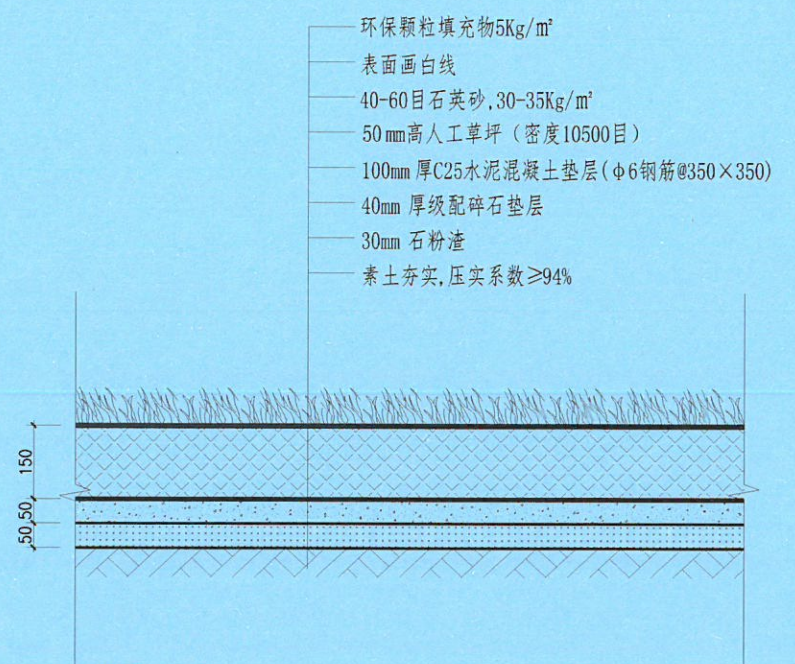 环保颗粒填充物5Kg/m²
表面画白线
40-60目石英砂,30-35Kg/m²
50mm高人工草坪（密度10500目）
100mm 厚C25水泥混凝土垫层(ф6钢筋@350×350)
40mm 厚级配碎石垫层
30mm 石粉渣
素土夯实,压实系数≥94%
150
50
50